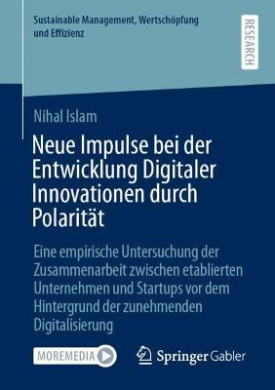 Sustainable Management, Wertschöpfung
und Effizienz
RESEARCH
Nihal Islam
Neue Impulse bei der
Entwicklung Digitaler
Innovationen durch
Polarität
Eine empirische Untersuchung der
Zusammenarbeit zwischen etablierten
Unternehmen und Startups vor dem
Hintergrund der zunehmenden
Digitalisierung
MOREMEDIA
Springer Gabler